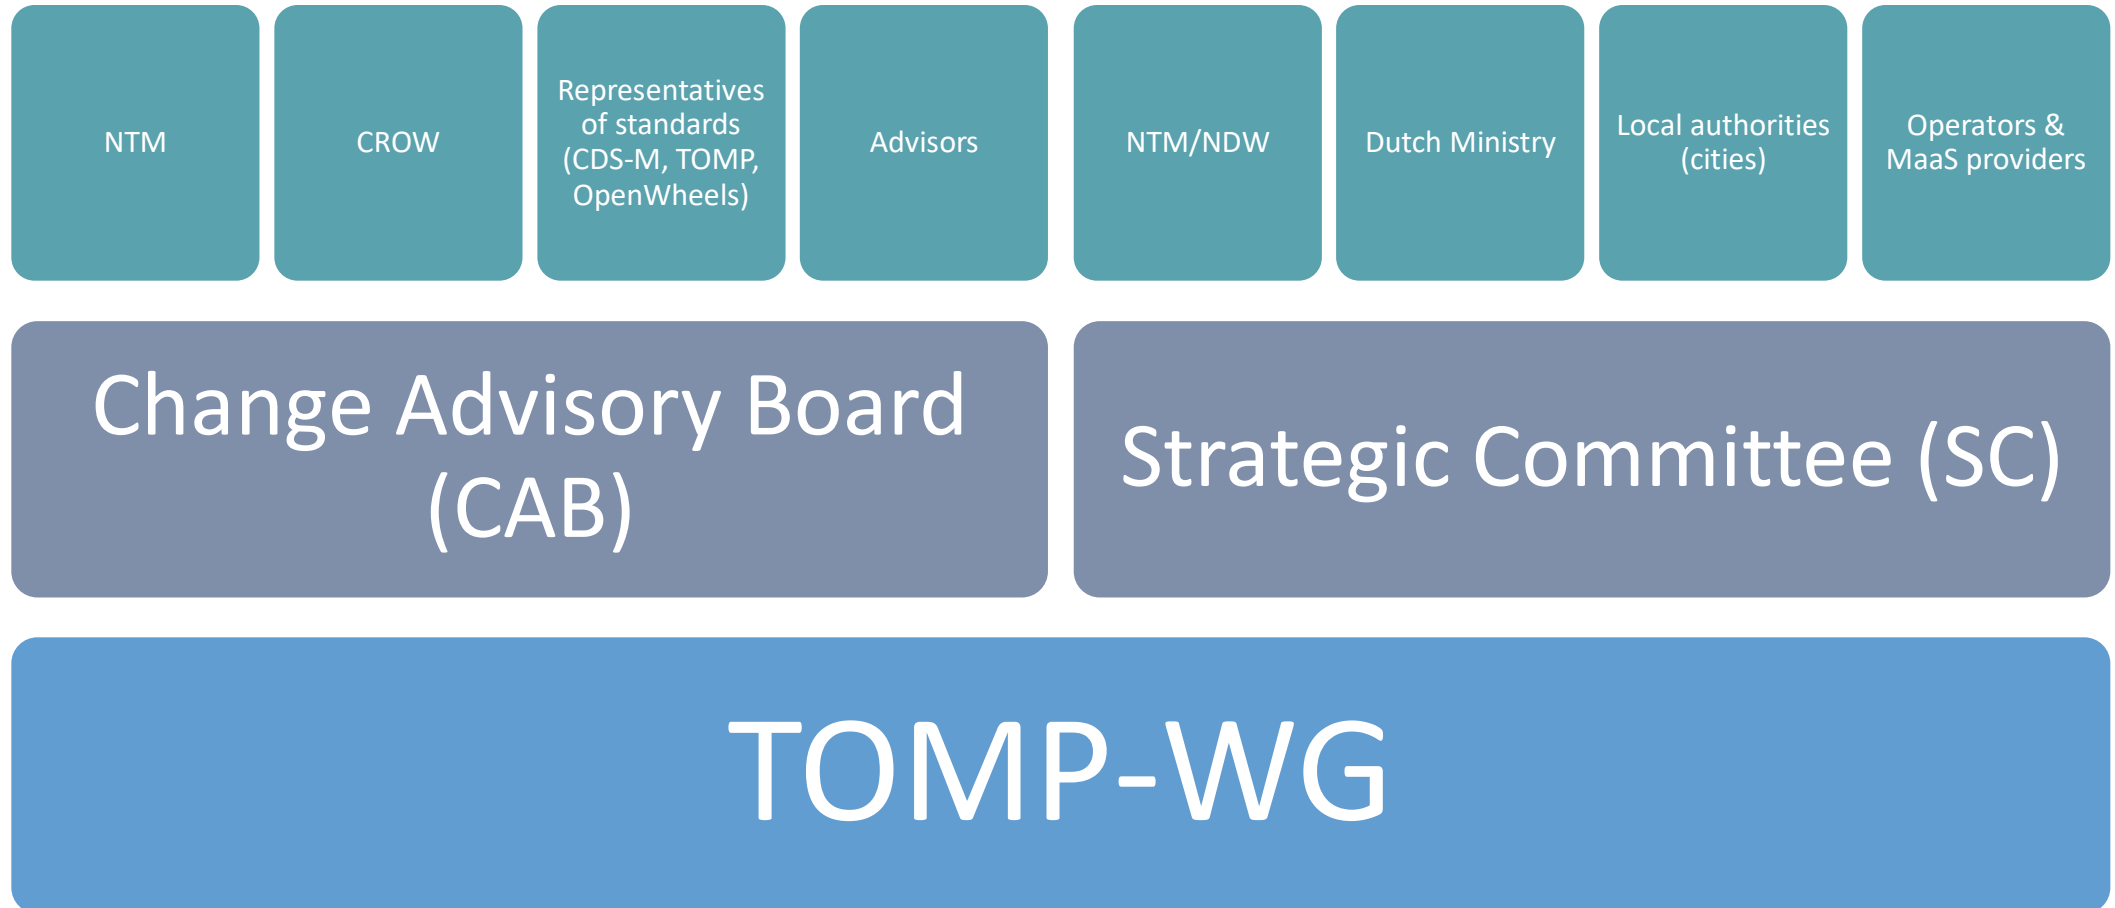 NTM
CROW
Representatives
of standards
(CDS-M, TOMP,
OpenWheels)
Advisors
NTM/NDW
Dutch Ministry
Local authorities
(cities)
Operators &
MaaS providers
Change Advisory Board
(CAB)
Strategic Committee (SC)
TOMP-WG